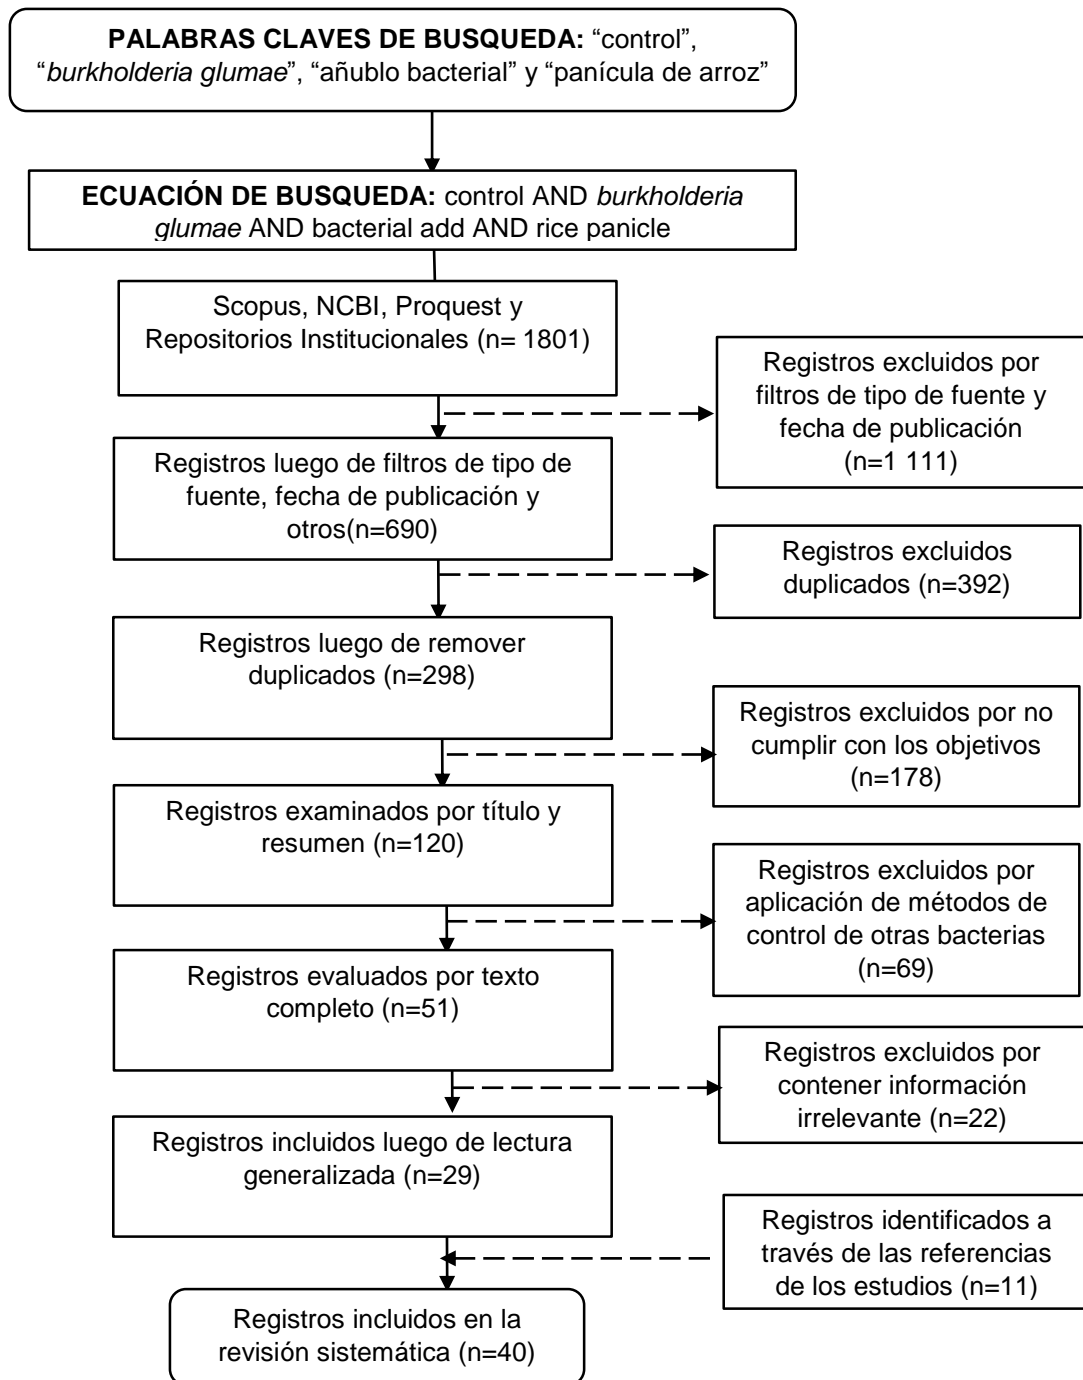 PALABRAS CLAVES DE BUSQUEDA: “control”,
“burkholderia glumae”, “añublo bacterial” y “panícula de arroz”
ECUACIÓN DE BUSQUEDA: control AND burkholderia
glumae AND bacterial add AND rice panicle
Scopus, NCBI, Proquest y
Repositorios Institucionales (n= 1801)
Registros excluidos por
filtros de tipo de fuente y
fecha de publicación
(n=1 111)
Registros luego de filtros de tipo de
fuente, fecha de publicación y
otros(n=690)
Registros excluidos
duplicados (n=392)
Registros luego de remover
duplicados (n=298)
Registros excluidos por no
cumplir con los objetivos
(n=178)
Registros examinados por título y
resumen (n=120)
Registros excluidos por
aplicación de métodos de
control de otras bacterias
(n=69)
Registros evaluados por texto
completo (n=51)
Registros excluidos por
contener información
irrelevante (n=22)
Registros incluidos luego de lectura
generalizada (n=29)
Registros identificados a
través de las referencias
de los estudios (n=11)
Registros incluidos en la
revisión sistemática (n=40)